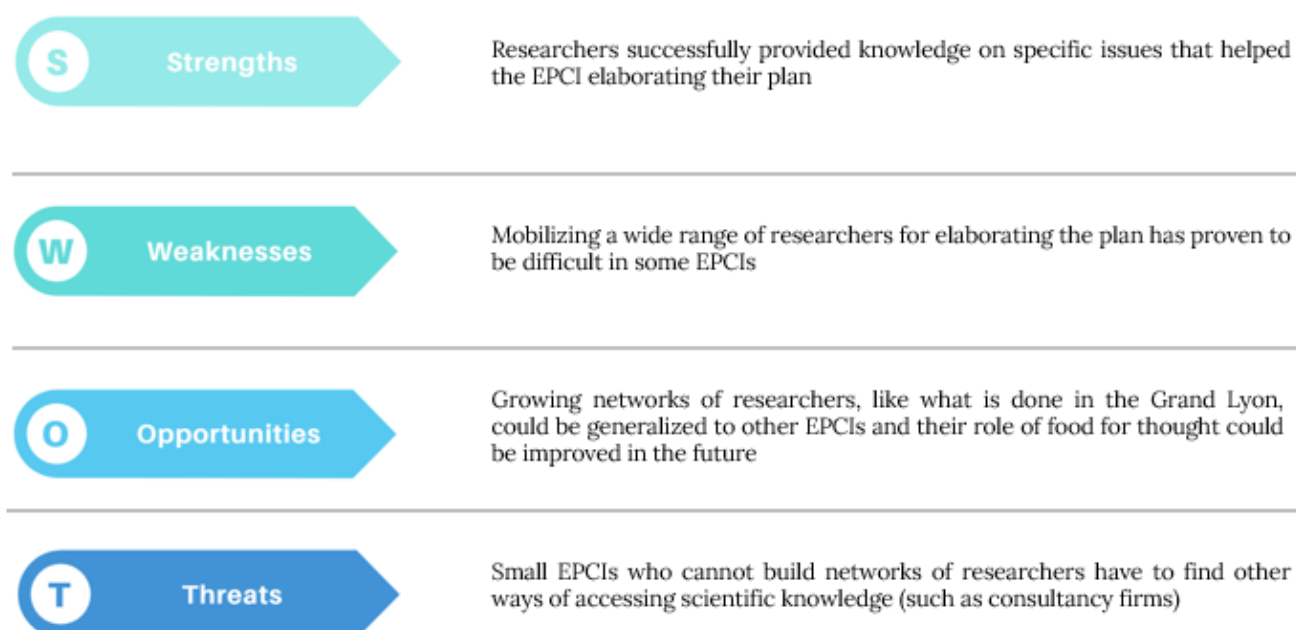 S
Strengths
Researchers successfully provided knowledge on specific issues that helped
the EPCI elaborating their plan
W
Weaknesses
Mobilizing a wide range of researchers for elaborating the plan has proven to
be difficult in some EPCIs
O
Opportunities
Growing networks of researchers, like what is done in the Grand Lyon,
could be generalized to other EPCIs and their role of food for thought could
be improved in the future
T
Threats
Small EPCIs who cannot build networks of researchers have to find other
ways of accessing scientific knowledge (such as consultancy firms)